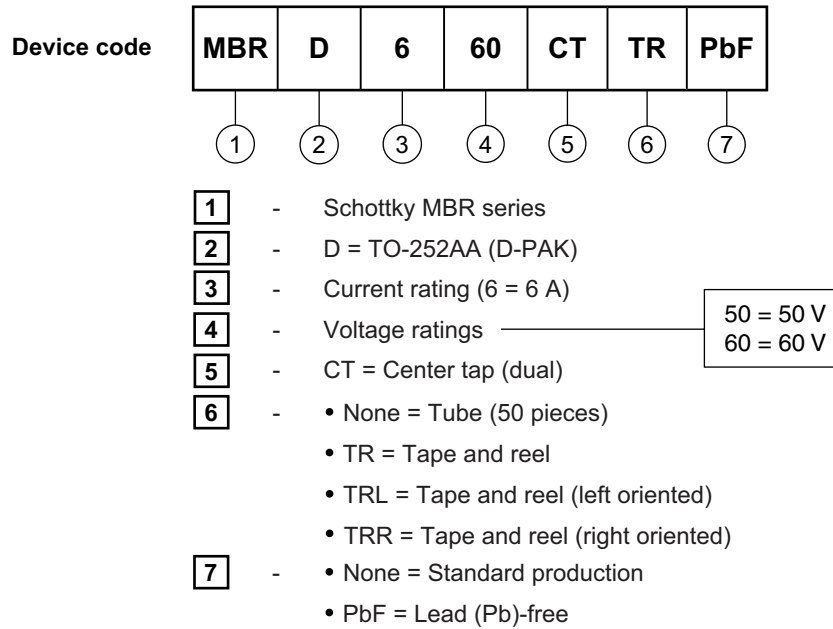 Device code MBR D 6 60 CT TR PbF
1 2 3 4 5 6 7
1 - Schottky MBR series
2 - D = TO-252AA (D-PAK)
3 - Current rating (6 = 6 A)
4 - Voltage ratings
50 = 50 V
60 = 60 V
5 - CT = Center tap (dual)
6 - • None = Tube (50 pieces)
• TR = Tape and reel
• TRL = Tape and reel (left oriented)
• TRR = Tape and reel (right oriented)
7 - • None = Standard production
• PbF = Lead (Pb)-free